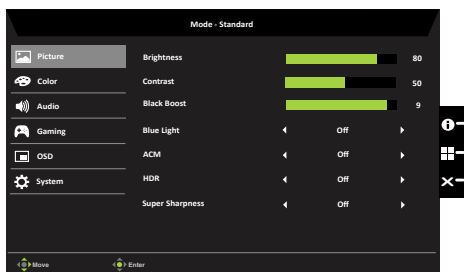 Mode - Standard
Picture
Color
Audio
Gaming
OSD
System
Brightness 80
Contrast 50
Black Boost 9
Blue Light Off
ACM Off
HDR Off
Super Sharpness Off
Move Enter